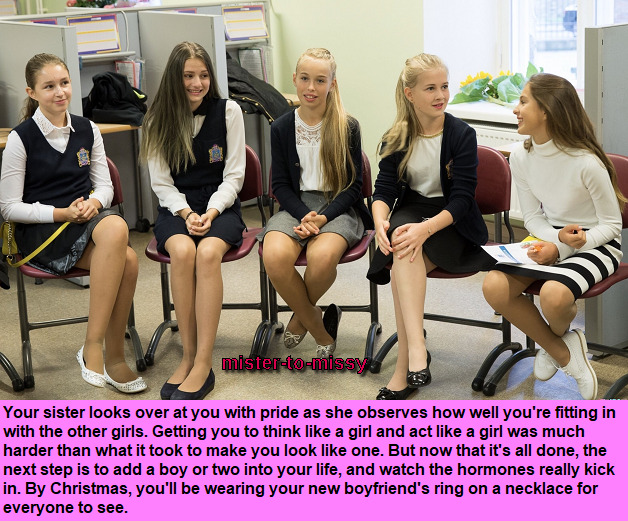 mister-to-missy
Your sister looks over at you with pride as she observes how well you're fitting in
with the other girls. Getting you to think like a girl and act like a girl was much
harder than what it took to make you look like one. But now that it's all done, the
next step is to add a boy or two into your life, and watch the hormones really kick
in. By Christmas, you'll be wearing your new boyfriend's ring on a necklace for
everyone to see.